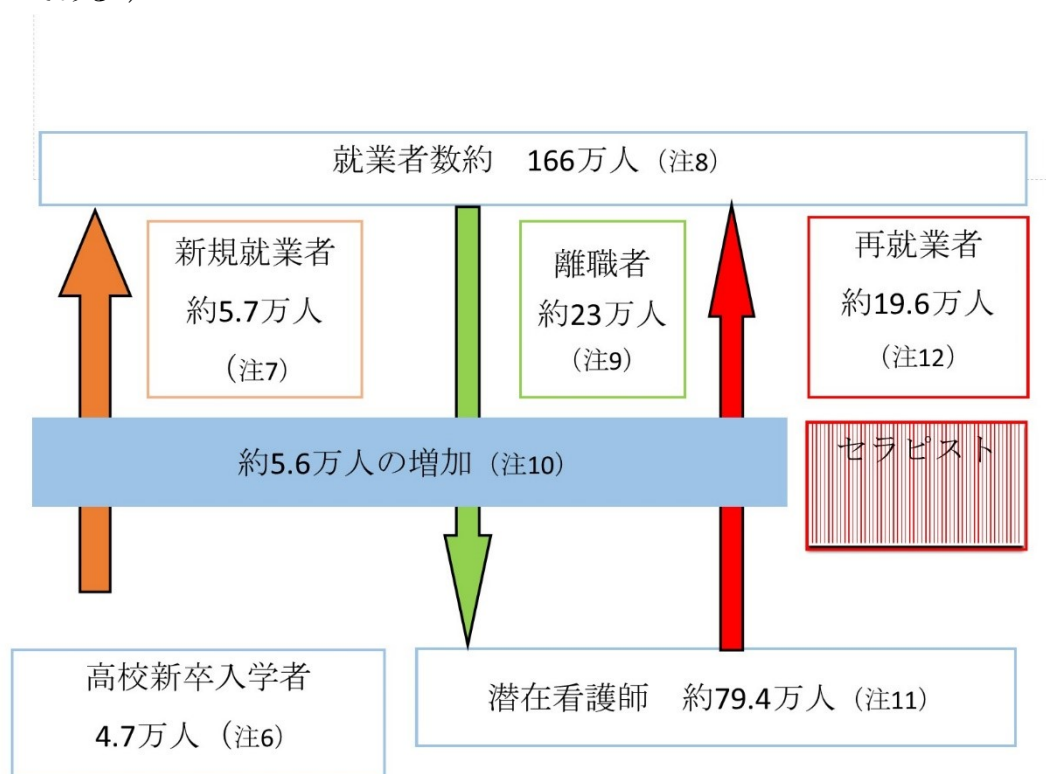 就業者数約　166万人（注8）
新規就業者
約5.7万人
（注7）
離職者
約23万人
（注9）
再就業者
約19.6万人
（注12）
約5.6万人の増加（注10）
セラピスト
高校新卒入学者
4.7万人（注6）
潜在看護師　約79.4万人（注11）